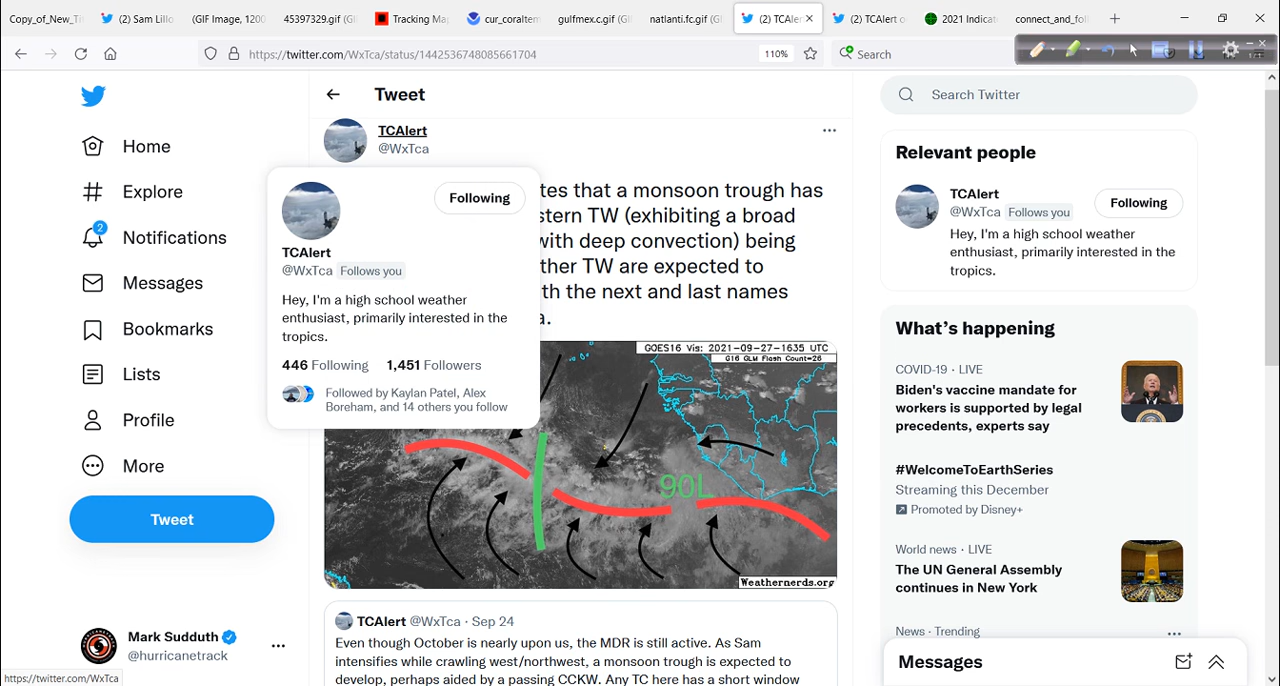 Copy_of_New_Ti
(2) Sam Lillo
(GIF Image, 1200
45397329.gif (GI
Tracking Map
cur_coraltem
gulfmex.c.gif (GI
natlanti.fc.gif (GI
(2) TCAlert
(2) TCAlert o
2021 Indicat
connect_and_foll
https://twitter.com/WxTca/status/1442536748085661704
110%
Search
Home
Explore
2
Notifications
Messages
Bookmarks
Lists
Profile
More
Tweet
Mark Sudduth
@hurricanetrack
https://twitter.com/WxTca
Tweet
TCAlert
@WxTca
tes that a monsoon trough has
stern TW (exhibiting a broad
with deep convection) being
ther TW are expected to
th the next and last names
a.
Following
TCAlert
@WxTca Follows you
Hey, I'm a high school weather
enthusiast, primarily interested in the
tropics.
446 Following 1,451 Followers
Followed by Kaylan Patel, Alex
Boreham, and 14 others you follow
GOES16 Vis: 2021-09-27-1635 UTC
G16 GLM Flash Count=26
90L
Weathernerds.org
TCAlert @WxTca · Sep 24
Even though October is nearly upon us, the MDR is still active. As Sam
intensifies while crawling west/northwest, a monsoon trough is expected to
develop, perhaps aided by a passing CCKW. Any TC here has a short window
Search Twitter
Relevant people
TCAlert
@WxTca Follows you
Following
Hey, I'm a high school weather
enthusiast, primarily interested in the
tropics.
What's happening
COVID-19 · LIVE
Biden's vaccine mandate for
workers is supported by legal
precedents, experts say
#WelcomeToEarthSeries
Streaming this December
Promoted by Disney+
World news · LIVE
The UN General Assembly
continues in New York
News · Trending
Messages